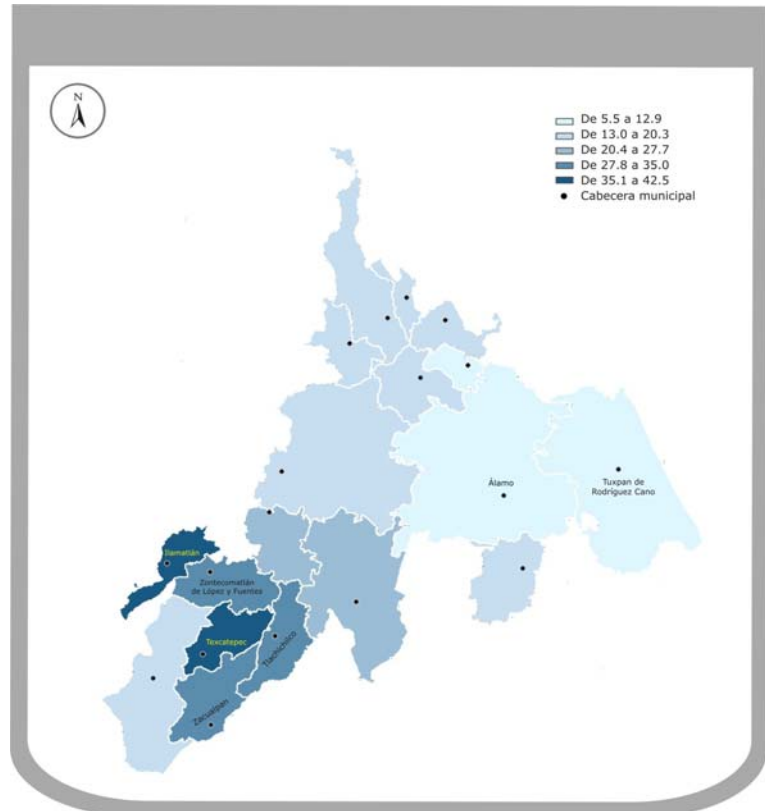 N
De 5.5 a 12.9
De 13.0 a 20.3
De 20.4 a 27.7
De 27.8 a 35.0
De 35.1 a 42.5
Cabecera municipal
Álamo
Tuxpan de
Rodríguez Cano
Ilamatlán
Zontecomatlán
de López y Fuentes
Texcatepec
Tlachichilco
Zacualpan